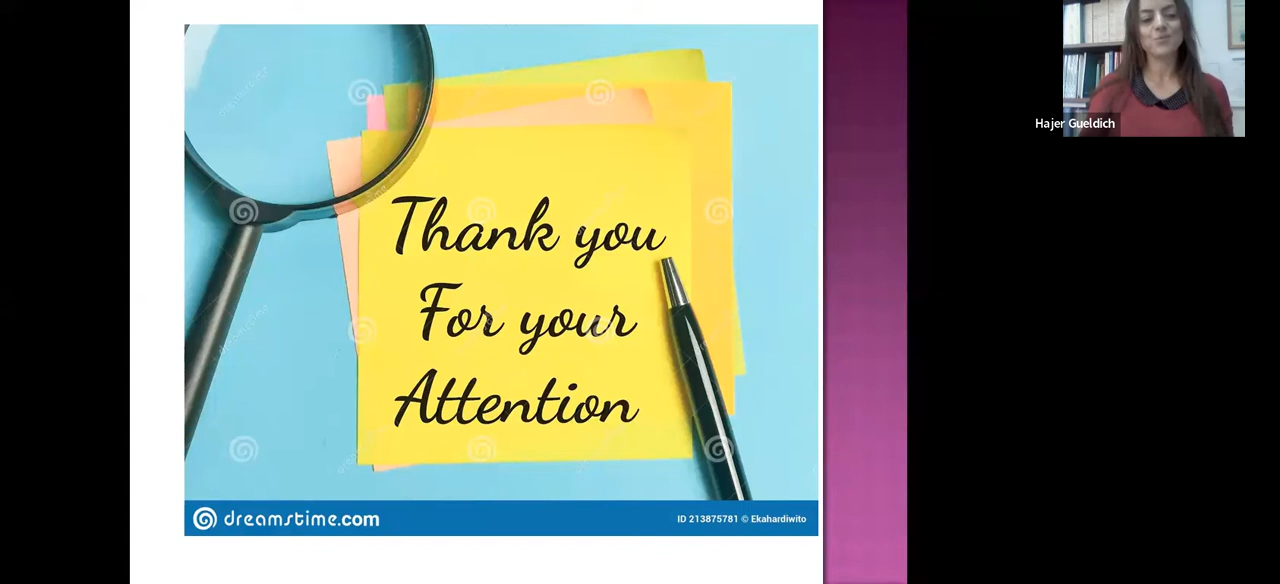 Hajer Gueldich
Thank you
For your
Attention
dreamstime.com
ID 213875781 © Ekahardiwito